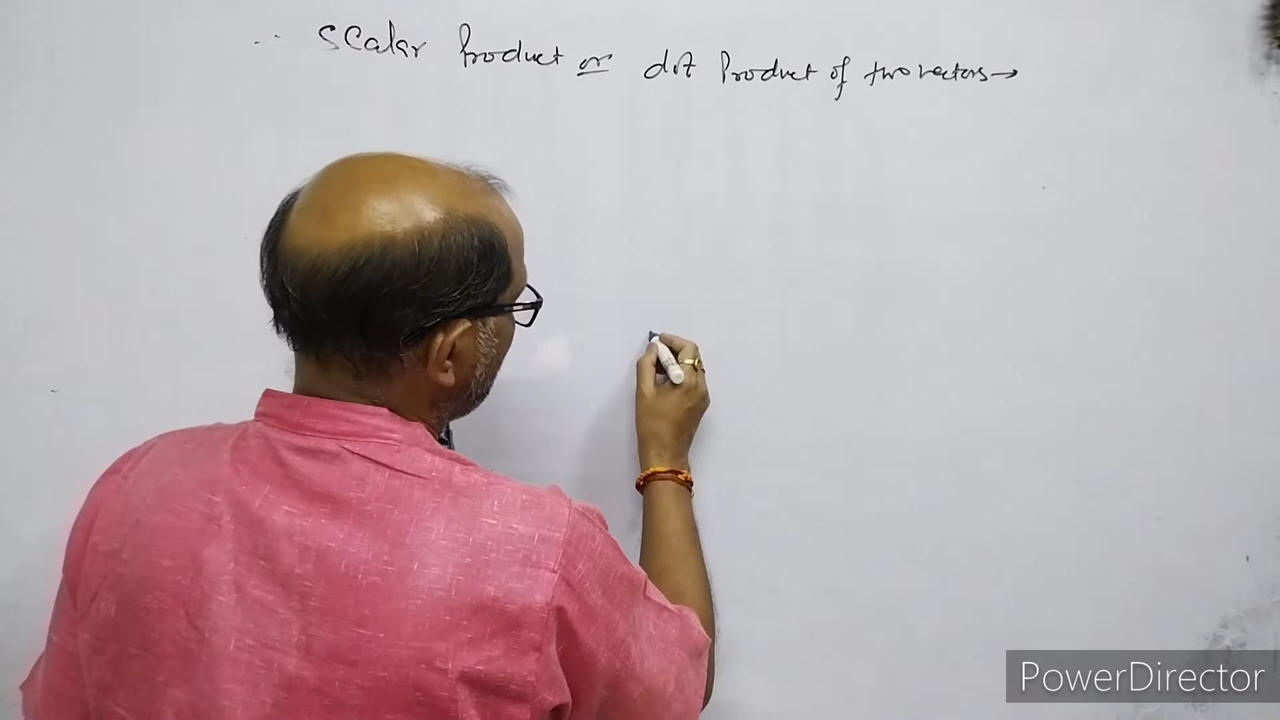 ∴ Scalar Product or dot Product of two vectors →
PowerDirector